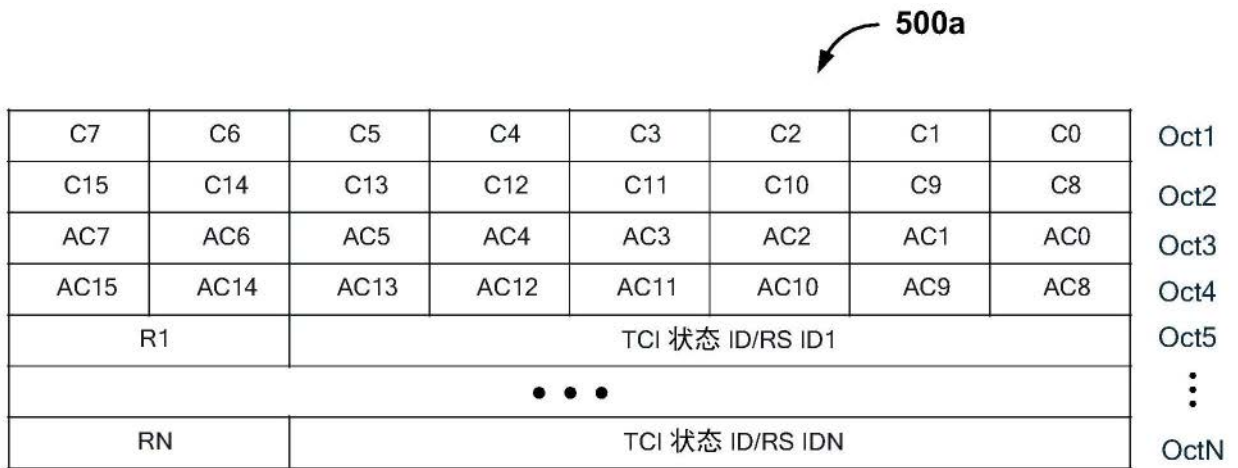 500a
C7 C6 C5 C4 C3 C2 C1 C0 Oct1
C15 C14 C13 C12 C11 C10 C9 C8 Oct2
AC7 AC6 AC5 AC4 AC3 AC2 AC1 AC0 Oct3
AC15 AC14 AC13 AC12 AC11 AC10 AC9 AC8 Oct4
R1 TCI 状态 ID/RS ID1 Oct5
RN TCI 状态 ID/RS IDN OctN